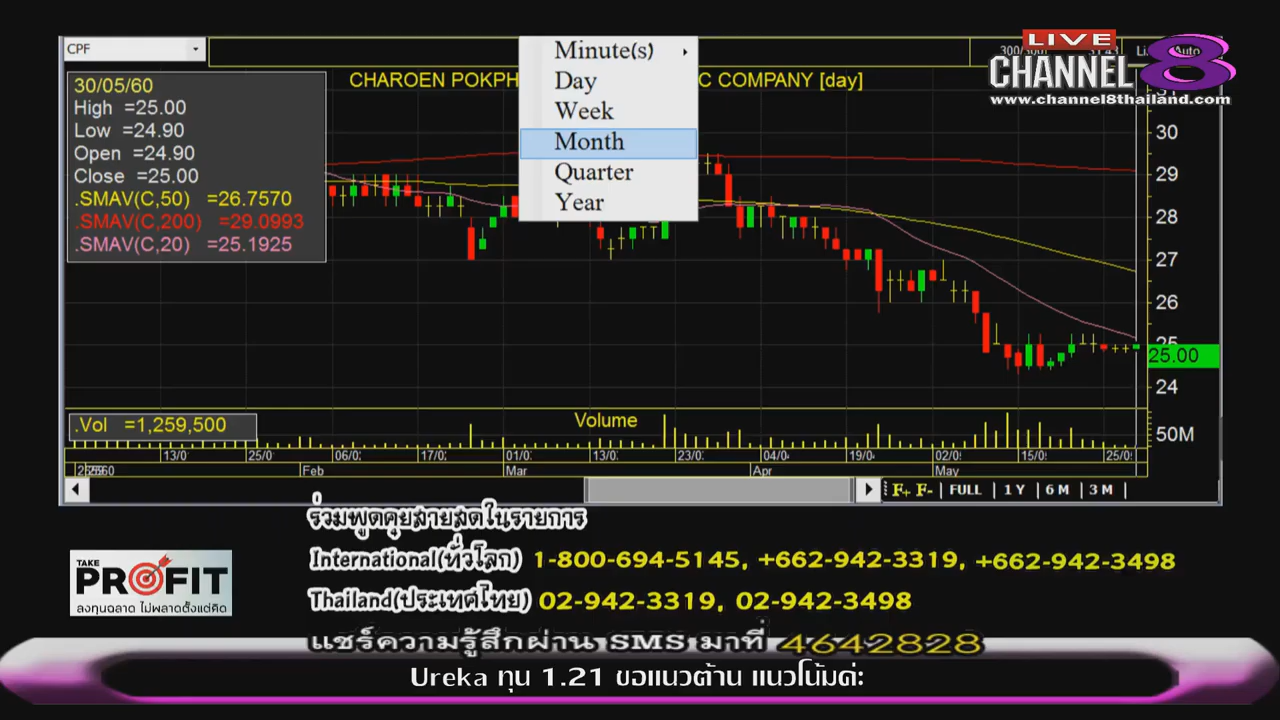 CPF
LIVE
CHANNEL 8
www.channel8thailand.com
Minute(s)
Day
Week
Month
Quarter
Year
CHAROEN POKPH
C COMPANY [day]
30/05/60
High =25.00
Low =24.90
Open =24.90
Close =25.00
.SMAV(C,50) =26.7570
.SMAV(C,200) =29.0993
.SMAV(C,20) =25.1925
30
29
28
27
26
25
25.00
24
.Vol =1,259,500
Volume
50M
13/0 25/0 06/0 17/0 01/0 13/0 23/0 04/0 19/0 02/0 15/0 25/0
Feb Mar Apr May
F+ F- FULL 1 Y 6 M 3 M
ร่วมพูดคุยสายสดในรายการ
International(ทั่วโลก) 1-800-694-5145, +662-942-3319, +662-942-3498
Thailand(ประเทศไทย) 02-942-3319, 02-942-3498
แชร์ความรู้สึกผ่าน SMS มาที่ 4642828
TAKE
PROFIT
ลงทุนฉลาด ไม่พลาดตั้งแต่คิด
Ureka ทุน 1.21 ขอแนวต้าน แนวโน้มค่ะ